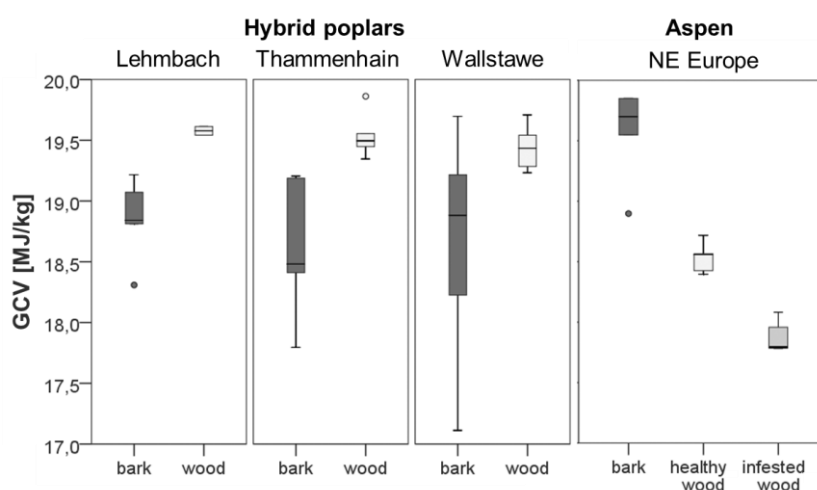 Hybrid poplars
Aspen
Lehmbach
Thammenhain
Wallstawe
NE Europe
GCV [MJ/kg]
20,0
19,5
19,0
18,5
18,0
17,5
17,0
bark
wood
bark
wood
bark
wood
bark
healthy
wood
infested
wood